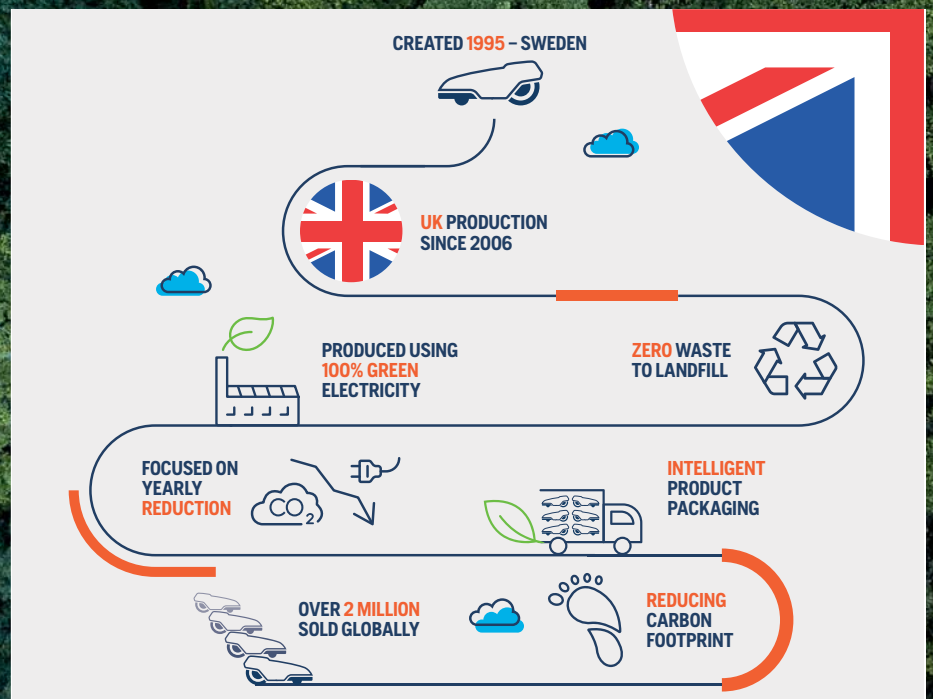 CREATED 1995 – SWEDEN
UK PRODUCTION
SINCE 2006
PRODUCED USING
100% GREEN
ELECTRICITY
ZERO WASTE
TO LANDFILL
FOCUSED ON
YEARLY
REDUCTION
CO2
INTELLIGENT
PRODUCT
PACKAGING
OVER 2 MILLION
SOLD GLOBALLY
REDUCING
CARBON
FOOTPRINT